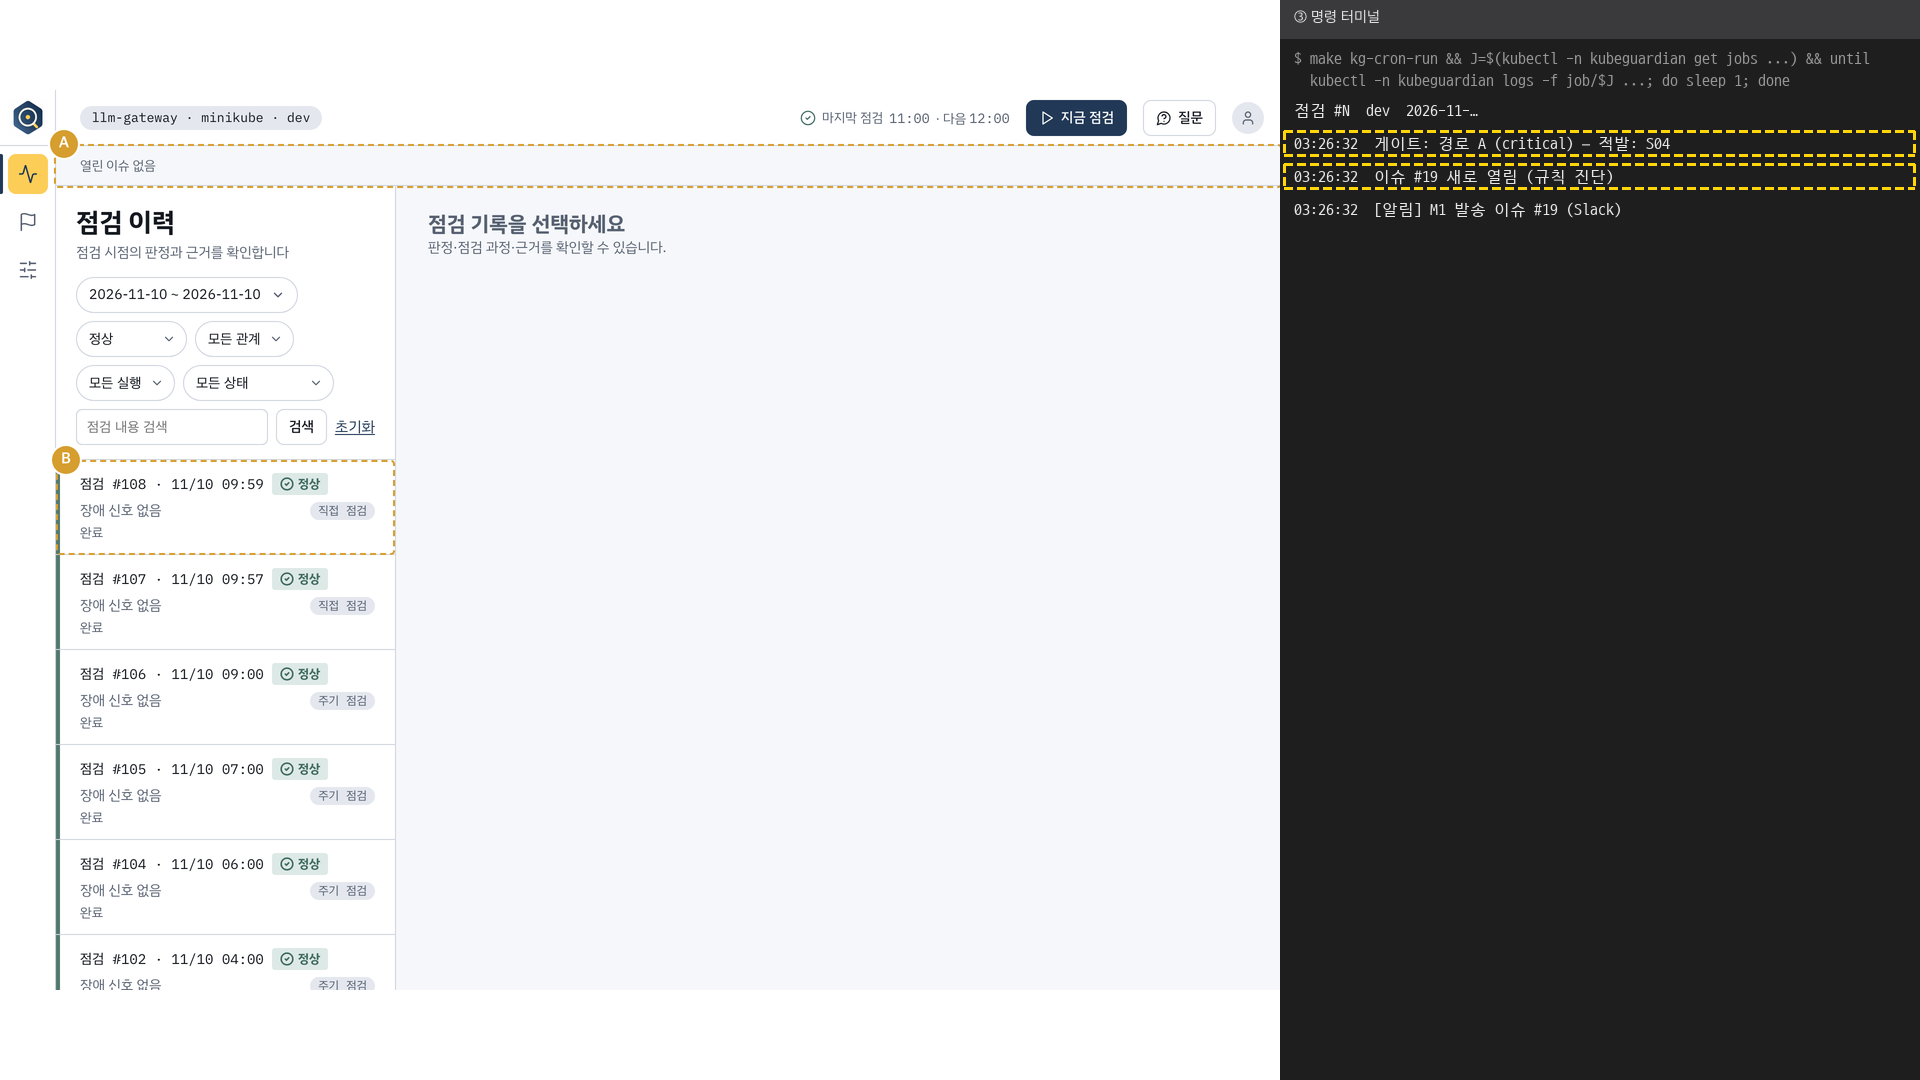 llm-gateway · minikube · dev
마지막 점검 11:00 · 다음 12:00
지금 점검
질문
A
열린 이슈 없음
점검 이력
점검 시점의 판정과 근거를 확인합니다
2026-11-10 ~ 2026-11-10
정상
모든 관계
모든 실행
모든 상태
점검 내용 검색
검색
초기화
B
점검 #108 · 11/10 09:59 정상
장애 신호 없음 직접 점검
완료
점검 #107 · 11/10 09:57 정상
장애 신호 없음 직접 점검
완료
점검 #106 · 11/10 09:00 정상
장애 신호 없음 주기 점검
완료
점검 #105 · 11/10 07:00 정상
장애 신호 없음 주기 점검
완료
점검 #104 · 11/10 06:00 정상
장애 신호 없음 주기 점검
완료
점검 #102 · 11/10 04:00 정상
장애 신호 없음 주기 점검
점검 기록을 선택하세요
판정·점검 과정·근거를 확인할 수 있습니다.
③ 명령 터미널
$ make kg-cron-run && J=$(kubectl -n kubeguardian get jobs ...) && until
kubectl -n kubeguardian logs -f job/$J ...; do sleep 1; done
점검 #N dev 2026-11-…
03:26:32 게이트: 경로 A (critical) — 적발: S04
03:26:32 이슈 #19 새로 열림 (규칙 진단)
03:26:32 [알림] M1 발송 이슈 #19 (Slack)